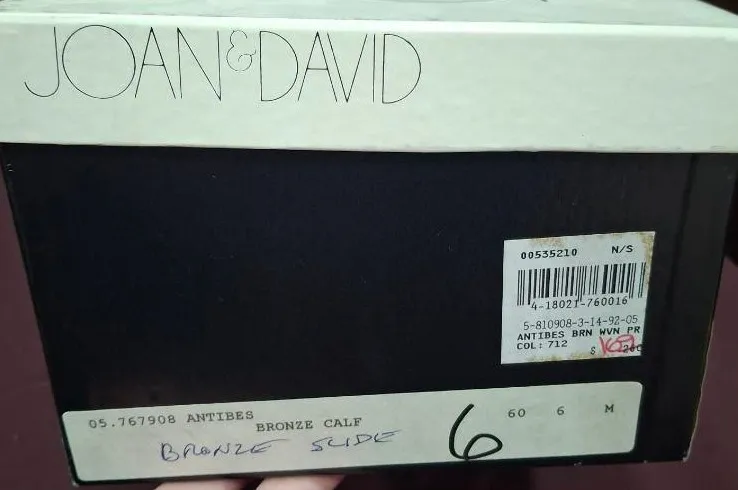 JOAN & DAVID
00535210 N/S
4-18021-760016
5-810908-3-14-92-05
ANTIBES BRN WVN PR
COL: 712
$
05.767908 ANTIBES
BRONZE CALF
60 6 M
BRONZE SLIDE
6